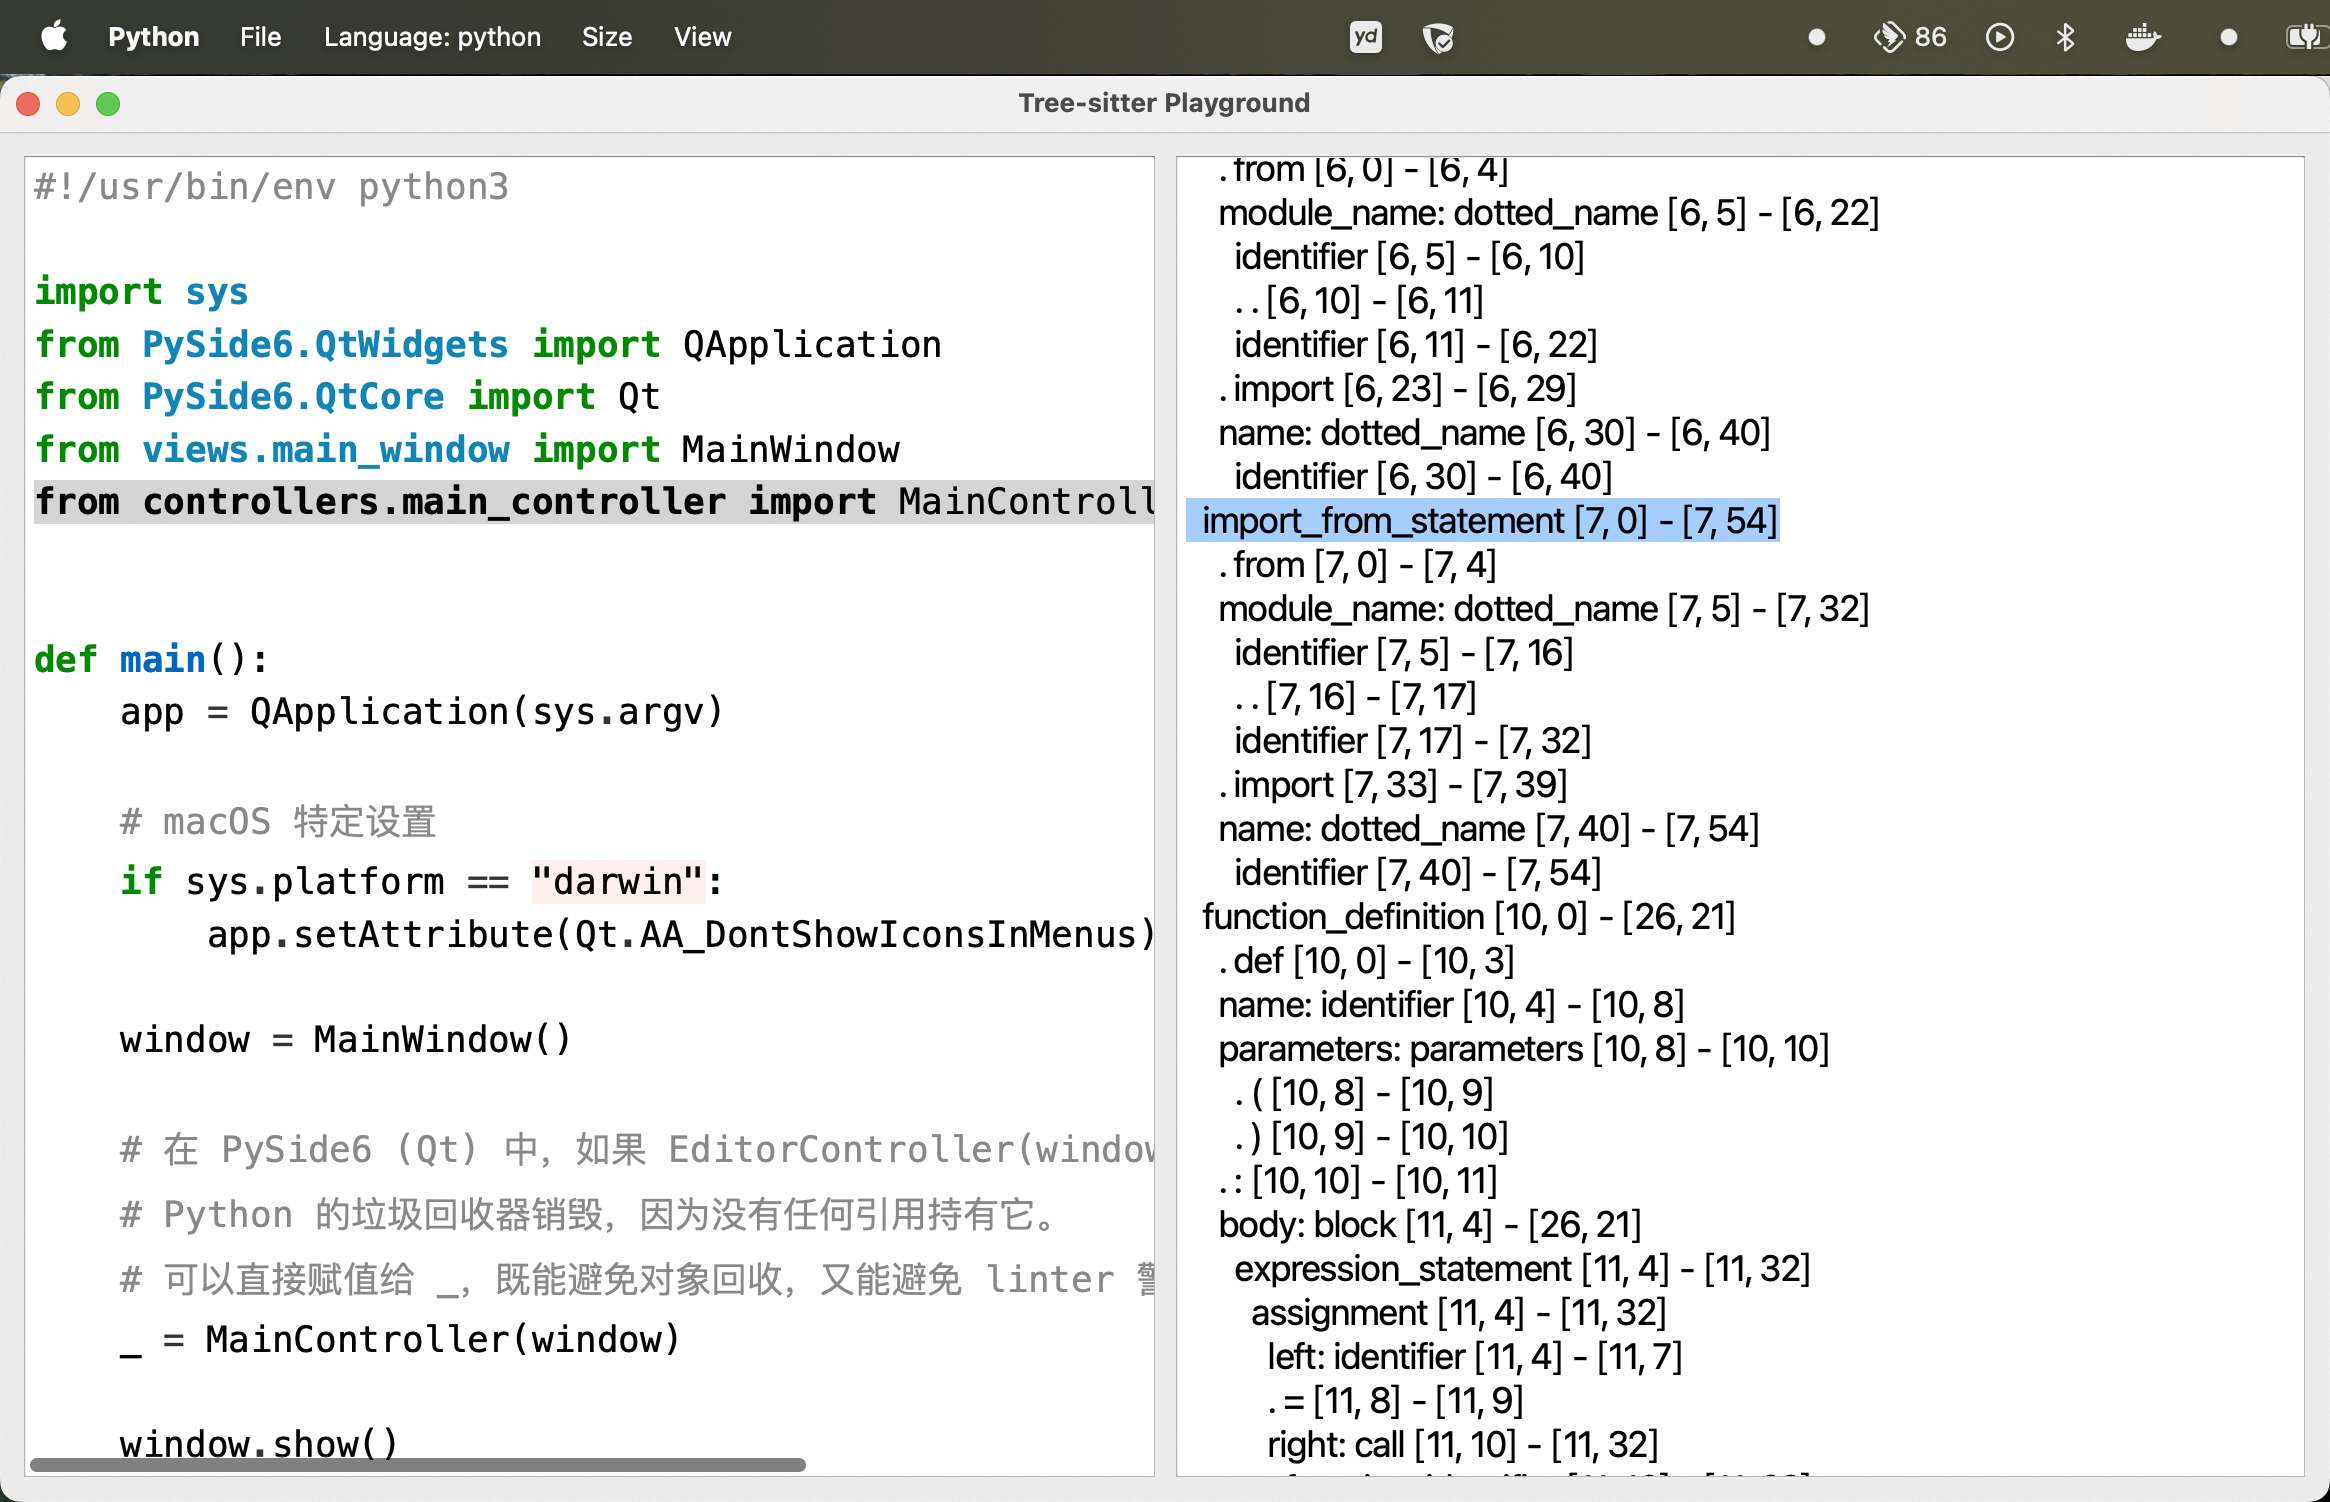 Python File Language: python Size View yd 86
Tree-sitter Playground
#!/usr/bin/env python3
import sys
from PySide6.QtWidgets import QApplication
from PySide6.QtCore import Qt
from views.main_window import MainWindow
from controllers.main_controller import MainControll
def main():
app = QApplication(sys.argv)
# macOS 特定设置
if sys.platform == "darwin":
app.setAttribute(Qt.AA_DontShowIconsInMenus)
window = MainWindow()
# 在 PySide6 (Qt) 中，如果 EditorController(window
# Python 的垃圾回收器销毁，因为没有任何引用持有它。
# 可以直接赋值给 _，既能避免对象回收，又能避免 linter 警
_ = MainController(window)
window.show()
. from [6, 0] - [6, 4]
module_name: dotted_name [6, 5] - [6, 22]
identifier [6, 5] - [6, 10]
. . [6, 10] - [6, 11]
identifier [6, 11] - [6, 22]
. import [6, 23] - [6, 29]
name: dotted_name [6, 30] - [6, 40]
identifier [6, 30] - [6, 40]
import_from_statement [7, 0] - [7, 54]
. from [7, 0] - [7, 4]
module_name: dotted_name [7, 5] - [7, 32]
identifier [7, 5] - [7, 16]
. . [7, 16] - [7, 17]
identifier [7, 17] - [7, 32]
. import [7, 33] - [7, 39]
name: dotted_name [7, 40] - [7, 54]
identifier [7, 40] - [7, 54]
function_definition [10, 0] - [26, 21]
. def [10, 0] - [10, 3]
name: identifier [10, 4] - [10, 8]
parameters: parameters [10, 8] - [10, 10]
. ( [10, 8] - [10, 9]
. ) [10, 9] - [10, 10]
. : [10, 10] - [10, 11]
body: block [11, 4] - [26, 21]
expression_statement [11, 4] - [11, 32]
assignment [11, 4] - [11, 32]
left: identifier [11, 4] - [11, 7]
. = [11, 8] - [11, 9]
right: call [11, 10] - [11, 32]